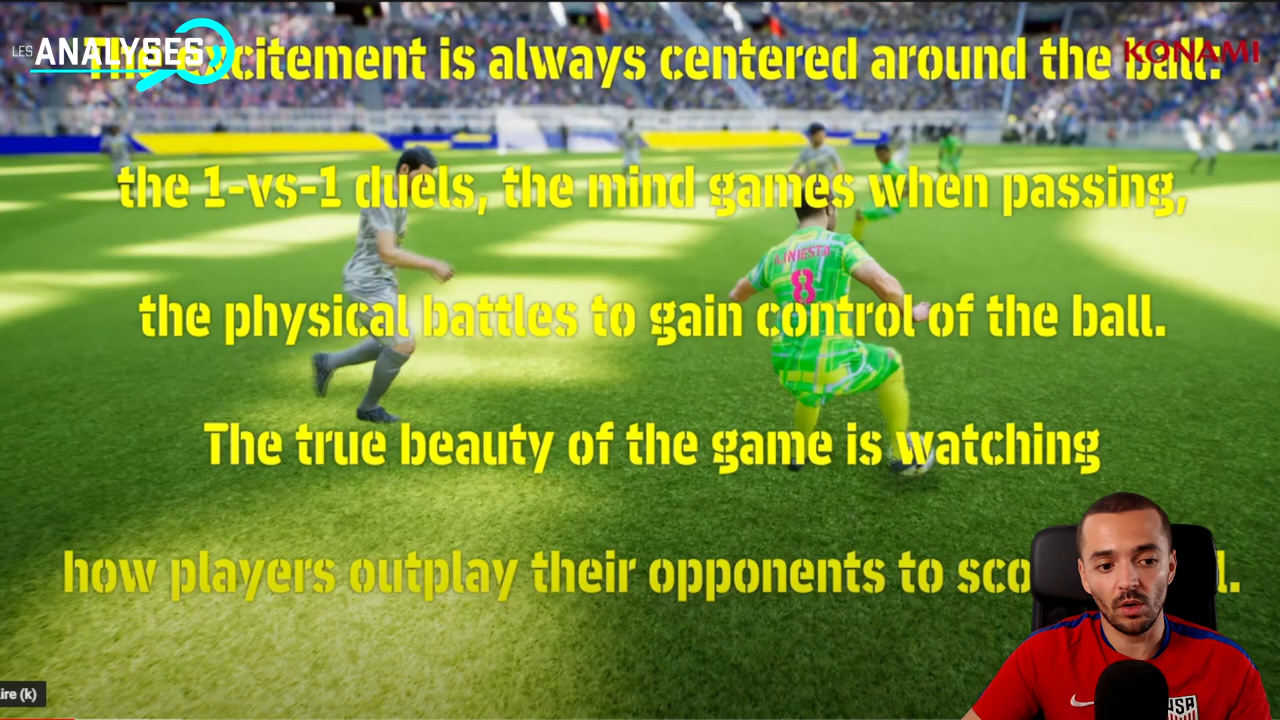 LES ANALYSES
KONAMI
The excitement is always centered around the ball:
the 1-vs-1 duels, the mind games when passing,
A.INIESTA
8
the physical battles to gain control of the ball.
The true beauty of the game is watching
how players outplay their opponents to
ire (k)
USA